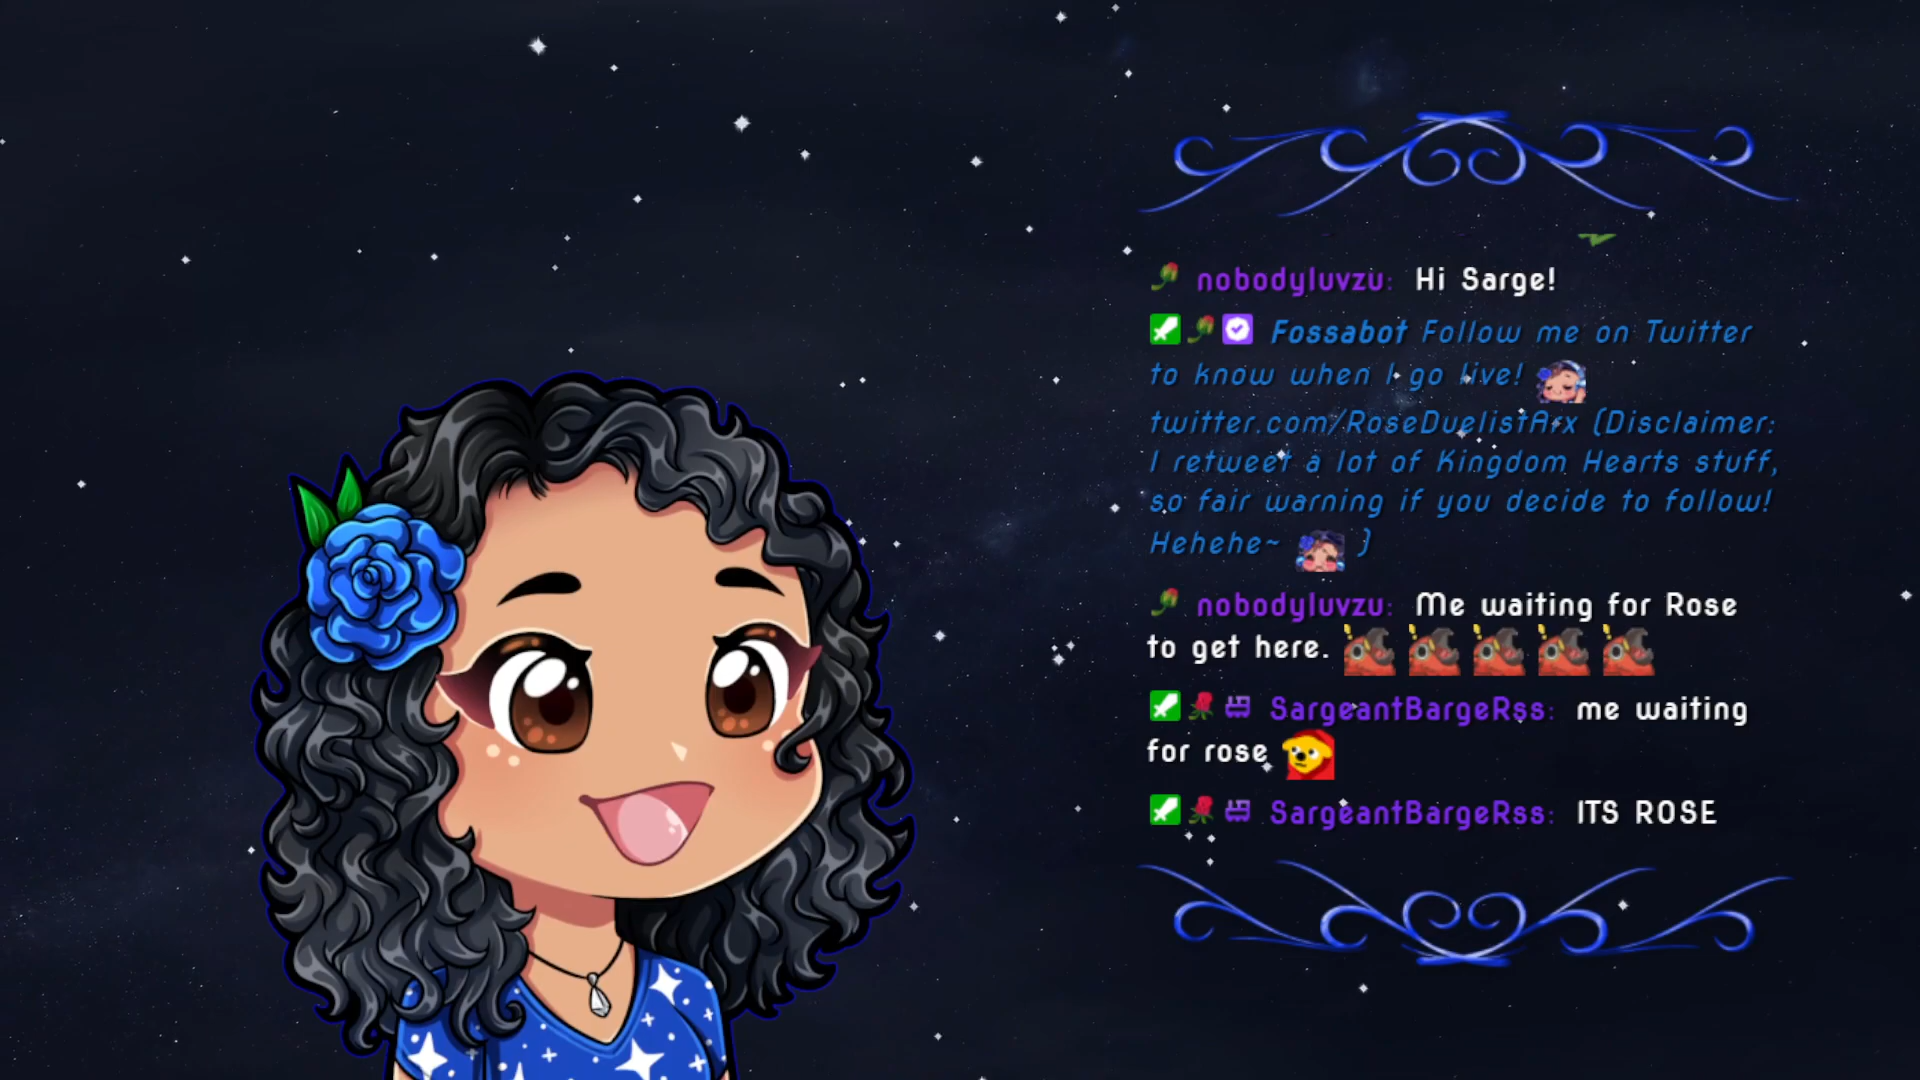 nobodyluvzu: Hi Sarge!
Fossabot Follow me on Twitter
to know when I go live!
twitter.com/RoseDuelistArx (Disclaimer:
I retweet a lot of Kingdom Hearts stuff,
so fair warning if you decide to follow!
Hehehe~ )
nobodyluvzu: Me waiting for Rose
to get here.
SargeantBargeRss: me waiting
for rose
SargeantBargeRss: ITS ROSE